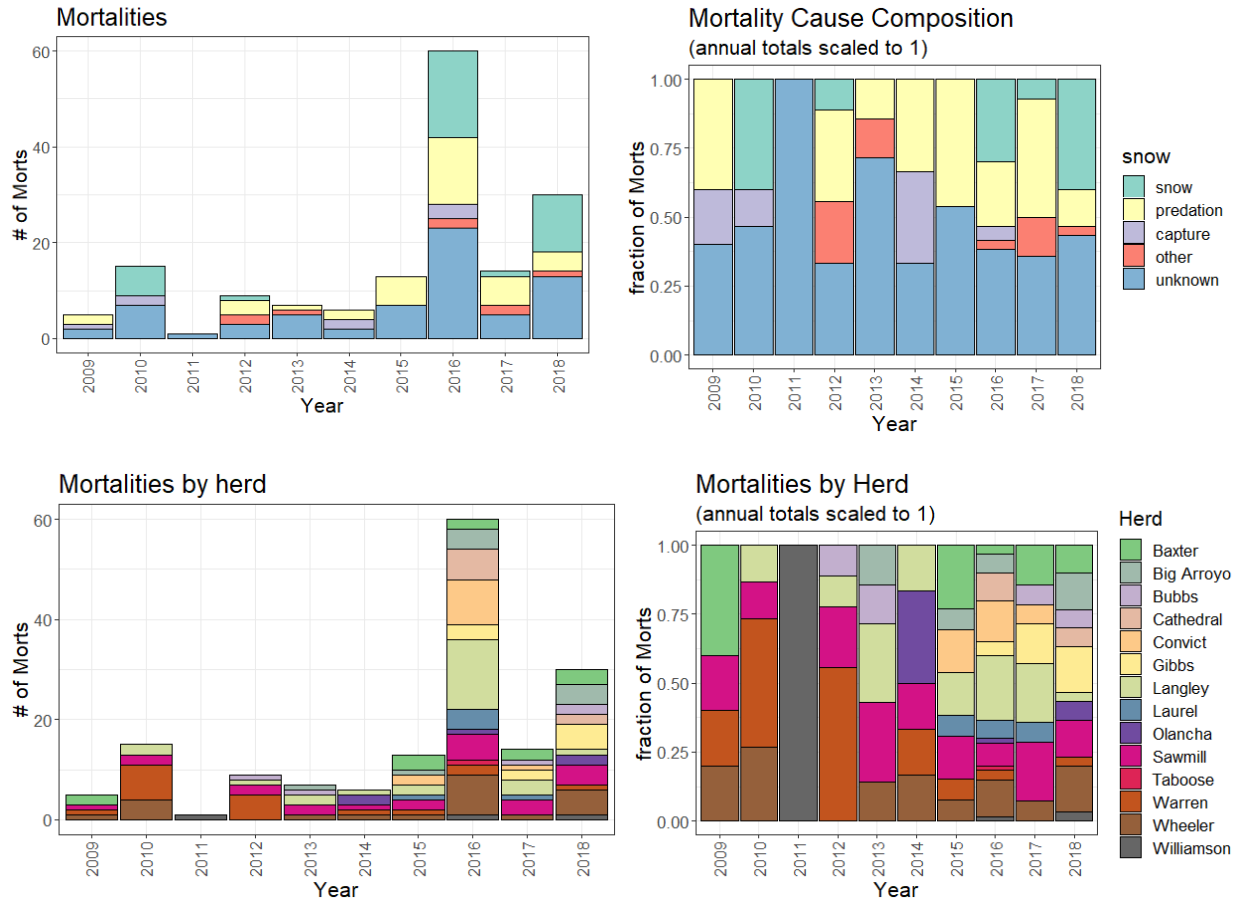 Mortalities
60
40
20
0
# of Morts
2009 2010 2011 2012 2013 2014 2015 2016 2017 2018
Year
Mortality Cause Composition
(annual totals scaled to 1)
1.00
0.75
0.50
0.25
0.00
fraction of Morts
2009 2010 2011 2012 2013 2014 2015 2016 2017 2018
Year
snow
snow
predation
capture
other
unknown
Mortalities by herd
60
40
20
0
# of Morts
2009 2010 2011 2012 2013 2014 2015 2016 2017 2018
Year
Mortalities by Herd
(annual totals scaled to 1)
1.00
0.75
0.50
0.25
0.00
fraction of Morts
2009 2010 2011 2012 2013 2014 2015 2016 2017 2018
Year
Herd
Baxter
Big Arroyo
Bubbs
Cathedral
Convict
Gibbs
Langley
Laurel
Olancha
Sawmill
Taboose
Warren
Wheeler
Williamson